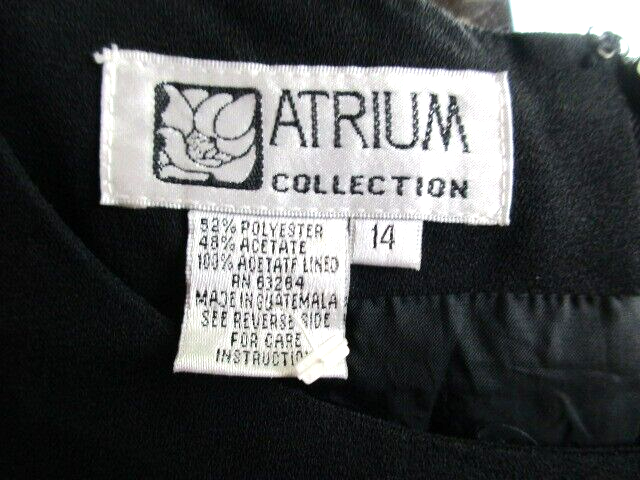 ATRIUM
COLLECTION
14
52% POLYESTER
48% ACETATE
100% ACETATE LINED
RN 63264
MADE IN GUATEMALA
SEE REVERSE SIDE
FOR CARE
INSTRUCTION